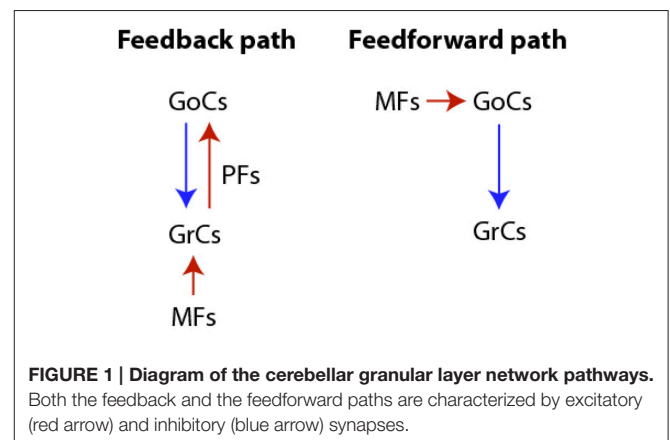 Feedback path
Feedforward path
GoCs
PFs
GrCs
MFs
MFs
GoCs
GrCs
FIGURE 1 | Diagram of the cerebellar granular layer network pathways.
Both the feedback and the feedforward paths are characterized by excitatory
(red arrow) and inhibitory (blue arrow) synapses.